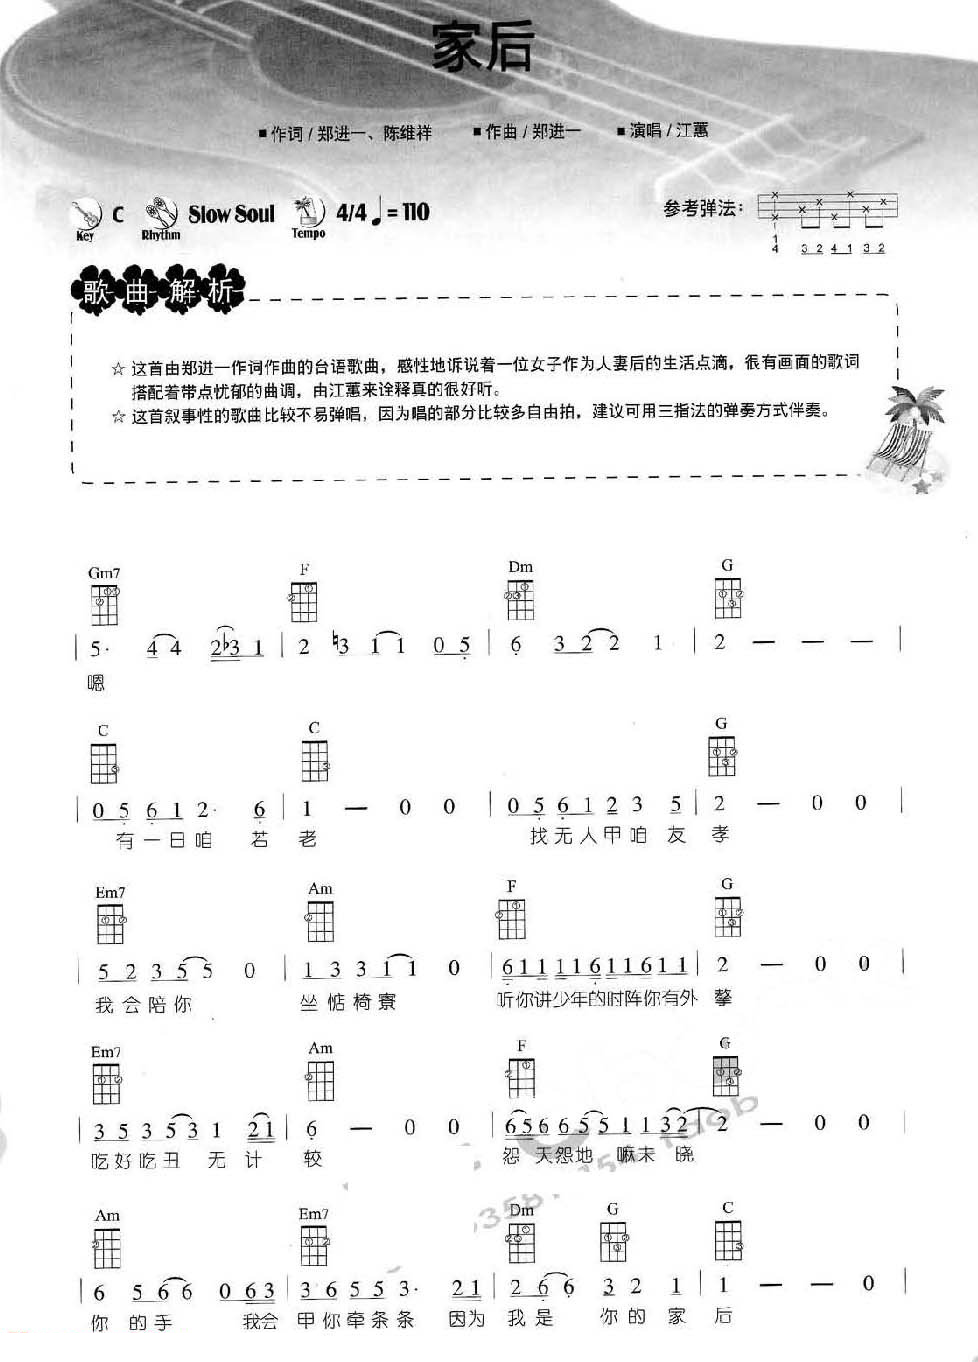 家后
■作词/郑进一、陈维祥 ■作曲/郑进一 ■演唱/江蕙
Key C Rhythm Slow Soul Tempo 4/4 ♩=110 参考弹法:
1
4 3 2 4 1 3 2
歌曲解析
☆ 这首由郑进一作词作曲的台语歌曲，感性地诉说着一位女子作为人妻后的生活点滴，很有画面的歌词
搭配着带点忧郁的曲调，由江蕙来诠释真的很好听。
☆ 这首叙事性的歌曲比较不易弹唱，因为唱的部分比较多自由拍，建议可用三指法的弹奏方式伴奏。
Gm7 F Dm G
| 5· 4 4 2♭3 1 | 2 ♮3 1 1 0 5 | 6 3 2 2 1 | 2 — — — |
嗯
C C G
| 0 5 6 1 2· 6 | 1 — 0 0 | 0 5 6 1 2 3 5 | 2 — 0 0 |
有一日咱 若 老 找无人甲咱 友 孝
Em7 Am F G
| 5 2 3 5 5 0 | 1 3 3 1 1 0 | 6 1 1 1 1 6 1 1 6 1 1 | 2 — 0 0 |
我会陪你 坐惦椅寮 听你讲少年的时阵你有外 摮
Em7 Am F G
| 3 5 3 5 3 1 2 1 | 6 — 0 0 | 6 5 6 6 5 5 1 1 3 2 2 — 0 0 |
吃好吃丑 无 计 较 怨 天怨地 嘛未 晓
Am Em7 Dm G C
6 5 6 6 0 6 3 | 3 6 5 5 3· 2 1 | 2 6 6 3 2 1 | 1 — — 0 |
你 的手 我会 甲你牵条条 因为 我是 你的家 后